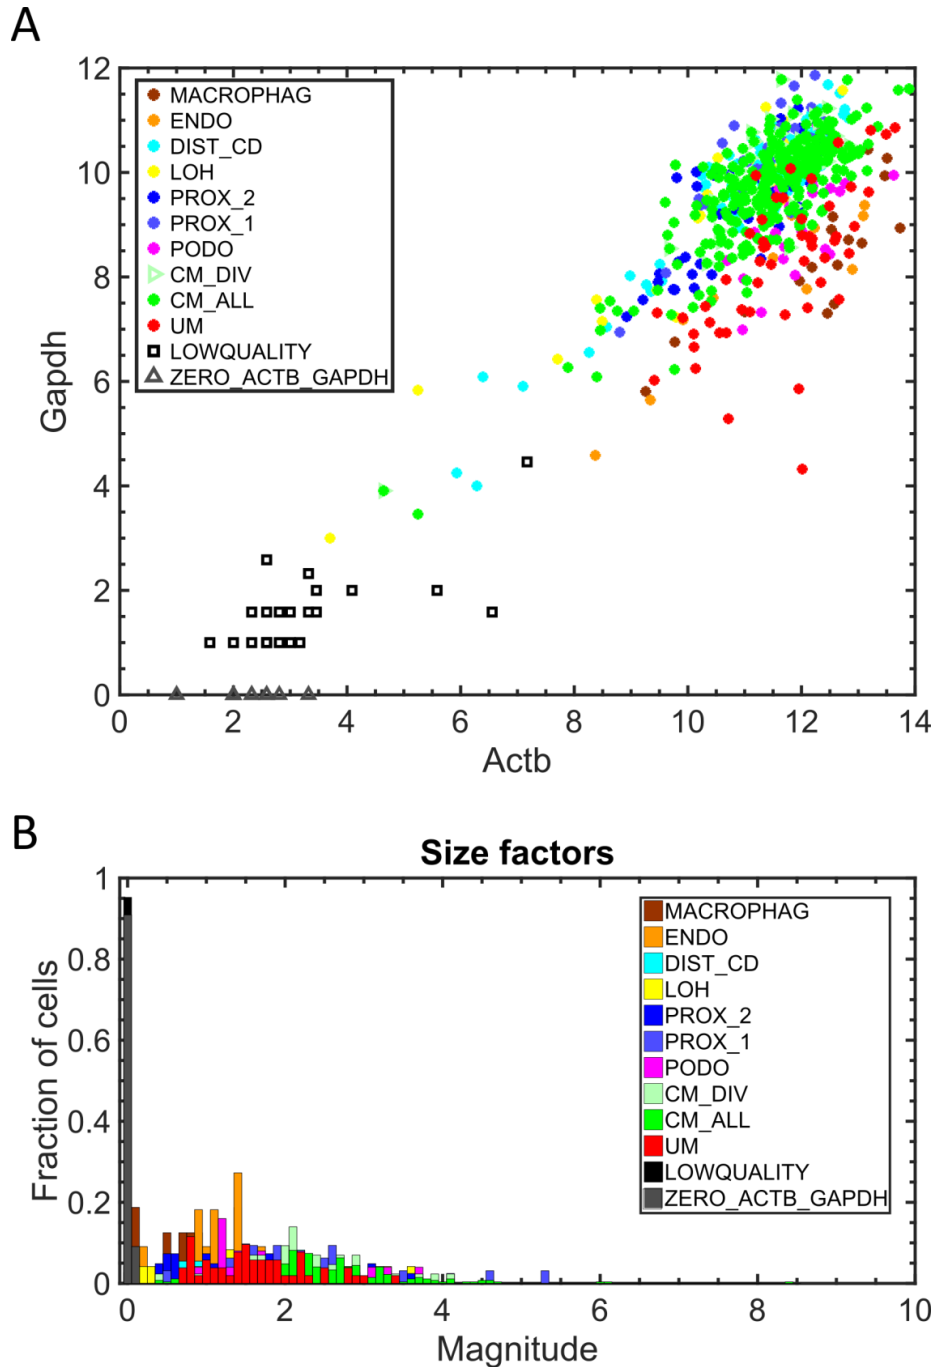 A
12
10
8
6
4
2
0
Gapdh
MACROPHAG
ENDO
DIST_CD
LOH
PROX_2
PROX_1
PODO
CM_DIV
CM_ALL
UM
LOWQUALITY
ZERO_ACTB_GAPDH
0 2 4 6 8 10 12 14
Actb
B
Size factors
1
0.8
0.6
0.4
0.2
0
Fraction of cells
MACROPHAG
ENDO
DIST_CD
LOH
PROX_2
PROX_1
PODO
CM_DIV
CM_ALL
UM
LOWQUALITY
ZERO_ACTB_GAPDH
0 2 4 6 8 10
Magnitude